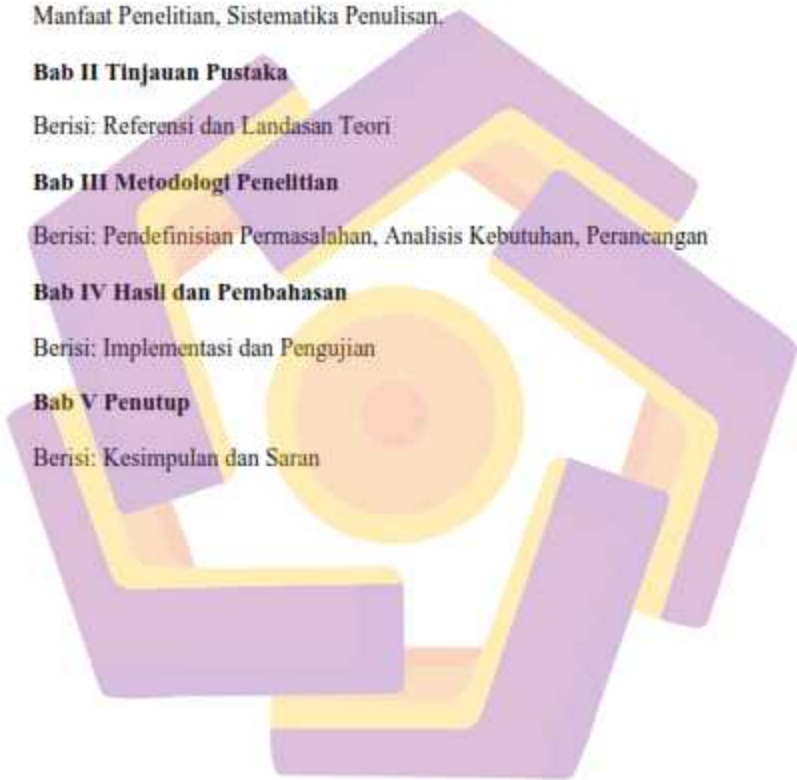 Manfaat Penelitian, Sistematika Penulisan.
Bab II Tinjauan Pustaka
Berisi: Referensi dan Landasan Teori
Bab III Metodologi Penelitian
Berisi: Pendefinisian Permasalahan, Analisis Kebutuhan, Perancangan
Bab IV Hasil dan Pembahasan
Berisi: Implementasi dan Pengujian
Bab V Penutup
Berisi: Kesimpulan dan Saran